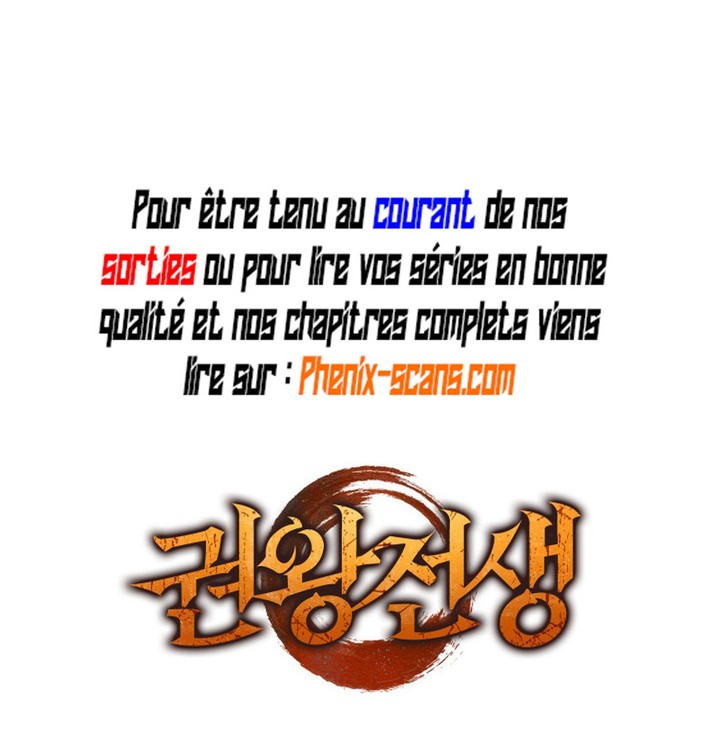 Pour être tenu au courant de nos
sorties ou pour lire vos séries en bonne
qualité et nos chapitres complets viens
lire sur : Phenix-scans.com
권왕전생